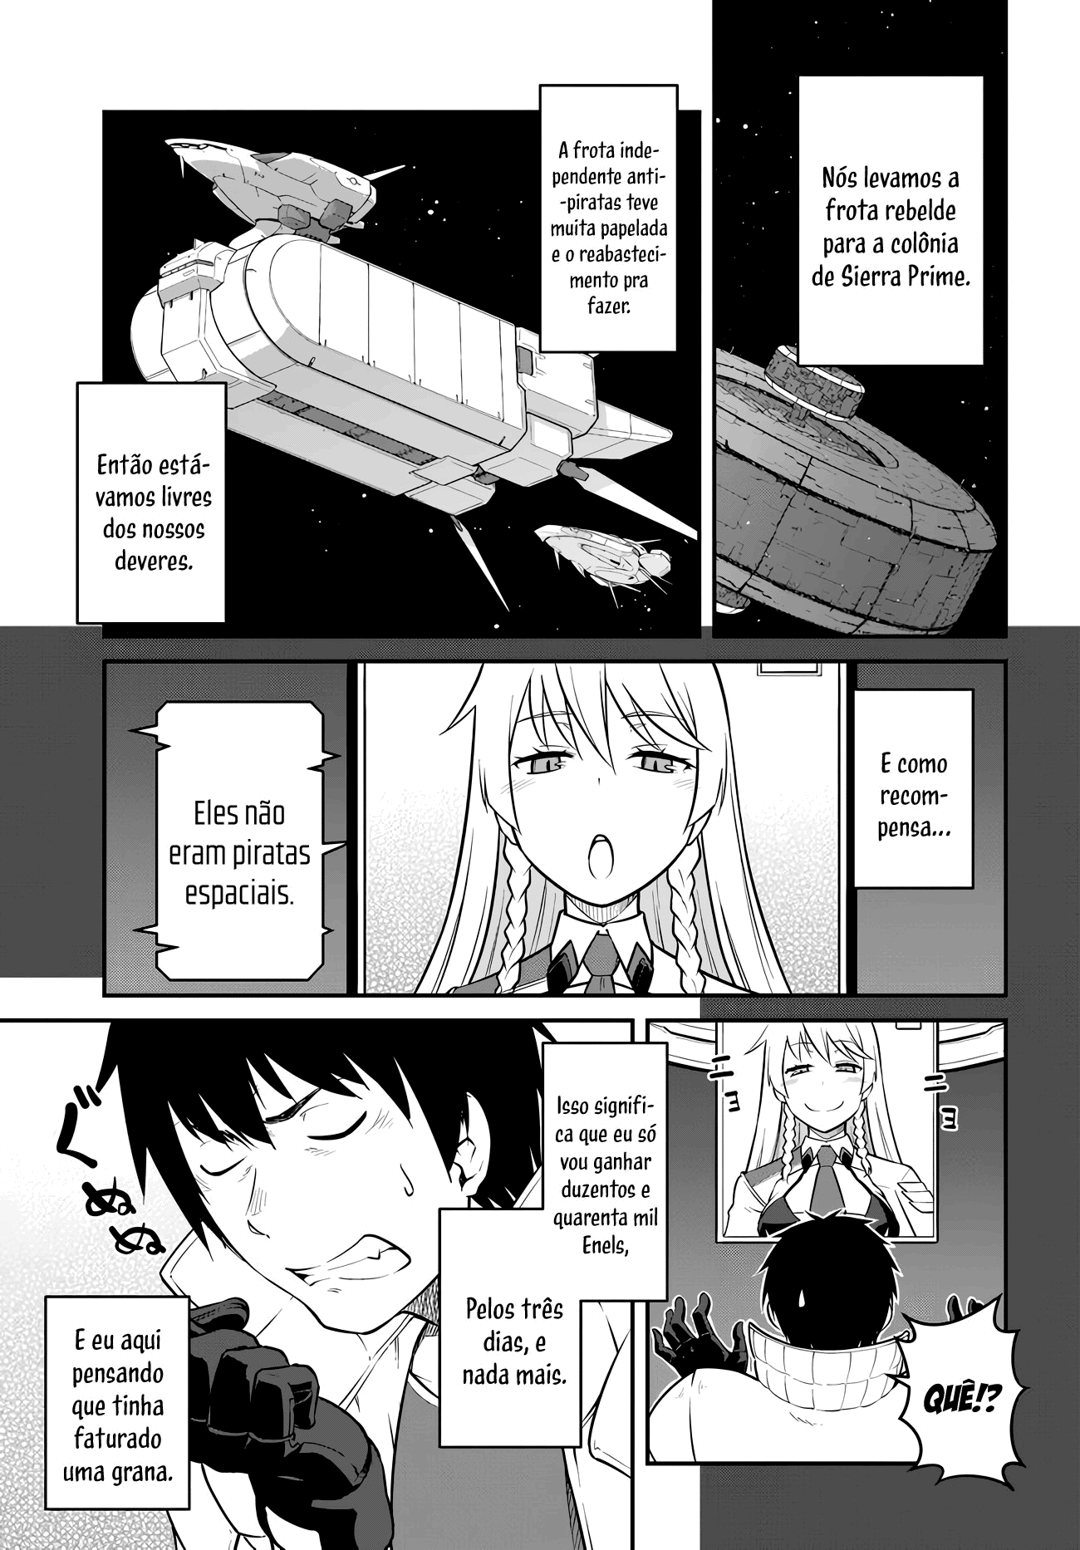 Nós levamos a
frota rebelde
para a colônia
de Sierra Prime.
A frota inde-
pendente anti-
-piratas teve
muita papelada
e o reabasteci-
mento pra
fazer.
Então está-
vamos livres
dos nossos
deveres.
E como
recom-
pensa...
Eles não
eram piratas
espaciais.
QUÊ!?
Isso signifi-
ca que eu só
vou ganhar
duzentos e
quarenta mil
Enels,
Pelos três
dias, e
nada mais.
ぐ
ぬ
ぬ
E eu aqui
pensando
que tinha
faturado
uma grana.